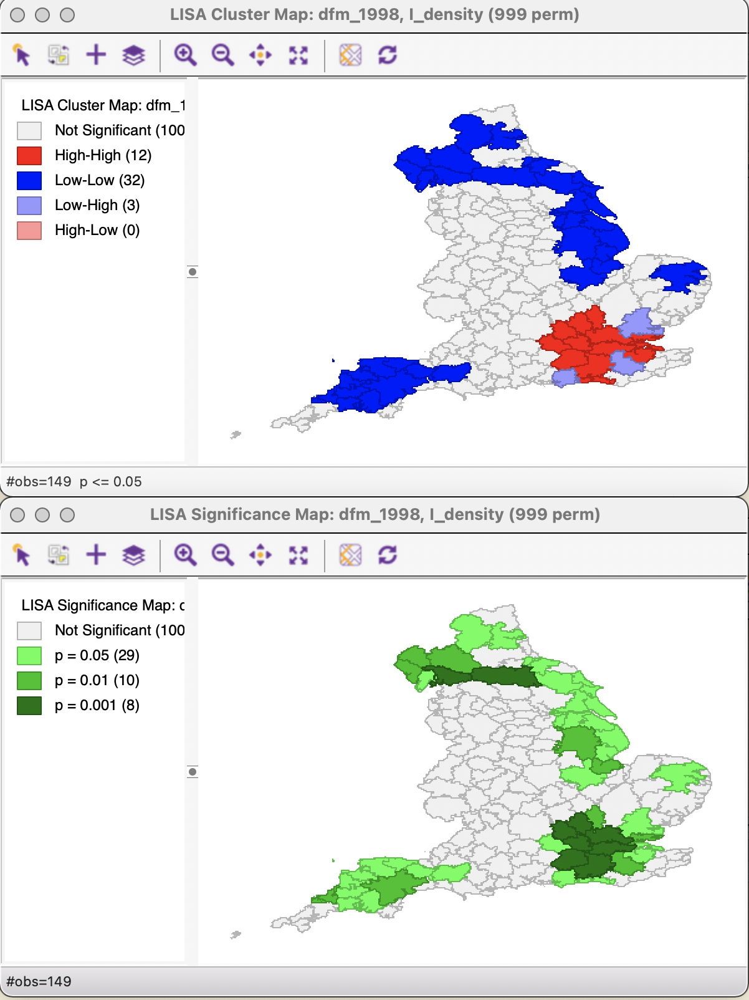 LISA Cluster Map: dfm_1998, I_density (999 perm)
LISA Cluster Map: dfm_1
Not Significant (100
High-High (12)
Low-Low (32)
Low-High (3)
High-Low (0)
#obs=149 p <= 0.05
LISA Significance Map: dfm_1998, I_density (999 perm)
LISA Significance Map: d
Not Significant (100
p = 0.05 (29)
p = 0.01 (10)
p = 0.001 (8)
#obs=149